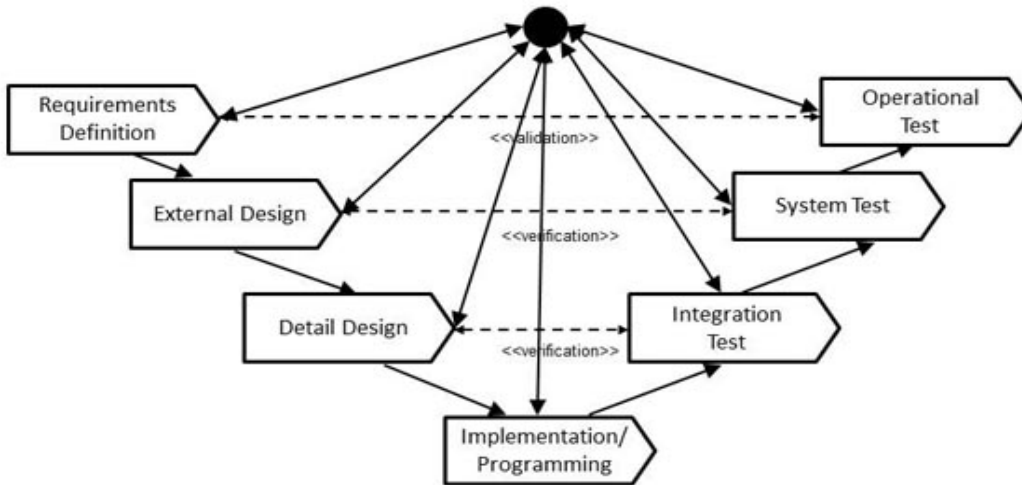 Requirements
Definition
Operational
Test
<<validation>>
External Design
System Test
<<verification>>
Detail Design
Integration
Test
<<verification>>
Implementation/
Programming